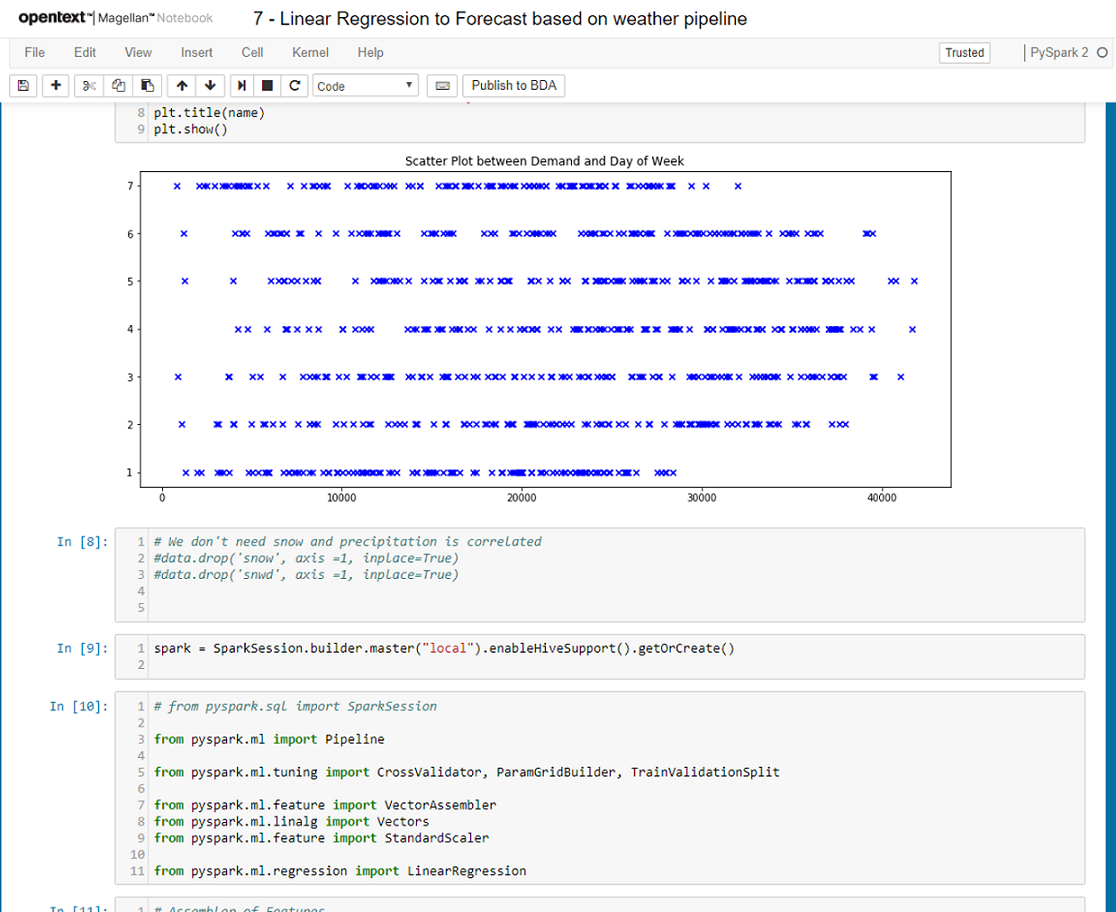 opentext™ | Magellan™ Notebook 7 - Linear Regression to Forecast based on weather pipeline
File Edit View Insert Cell Kernel Help Trusted PySpark 2
Code Publish to BDA
8 plt.title(name)
9 plt.show()
Scatter Plot between Demand and Day of Week
7
6
5
4
3
2
1
0 10000 20000 30000 40000
In [8]: 1 # We don't need snow and precipitation is correlated
2 #data.drop('snow', axis =1, inplace=True)
3 #data.drop('snwd', axis =1, inplace=True)
4
5
In [9]: 1 spark = SparkSession.builder.master("local").enableHiveSupport().getOrCreate()
2
In [10]: 1 # from pyspark.sql import SparkSession
2
3 from pyspark.ml import Pipeline
4
5 from pyspark.ml.tuning import CrossValidator, ParamGridBuilder, TrainValidationSplit
6
7 from pyspark.ml.feature import VectorAssembler
8 from pyspark.ml.linalg import Vectors
9 from pyspark.ml.feature import StandardScaler
10
11 from pyspark.ml.regression import LinearRegression
In [11]: 1 # Assembler of Features